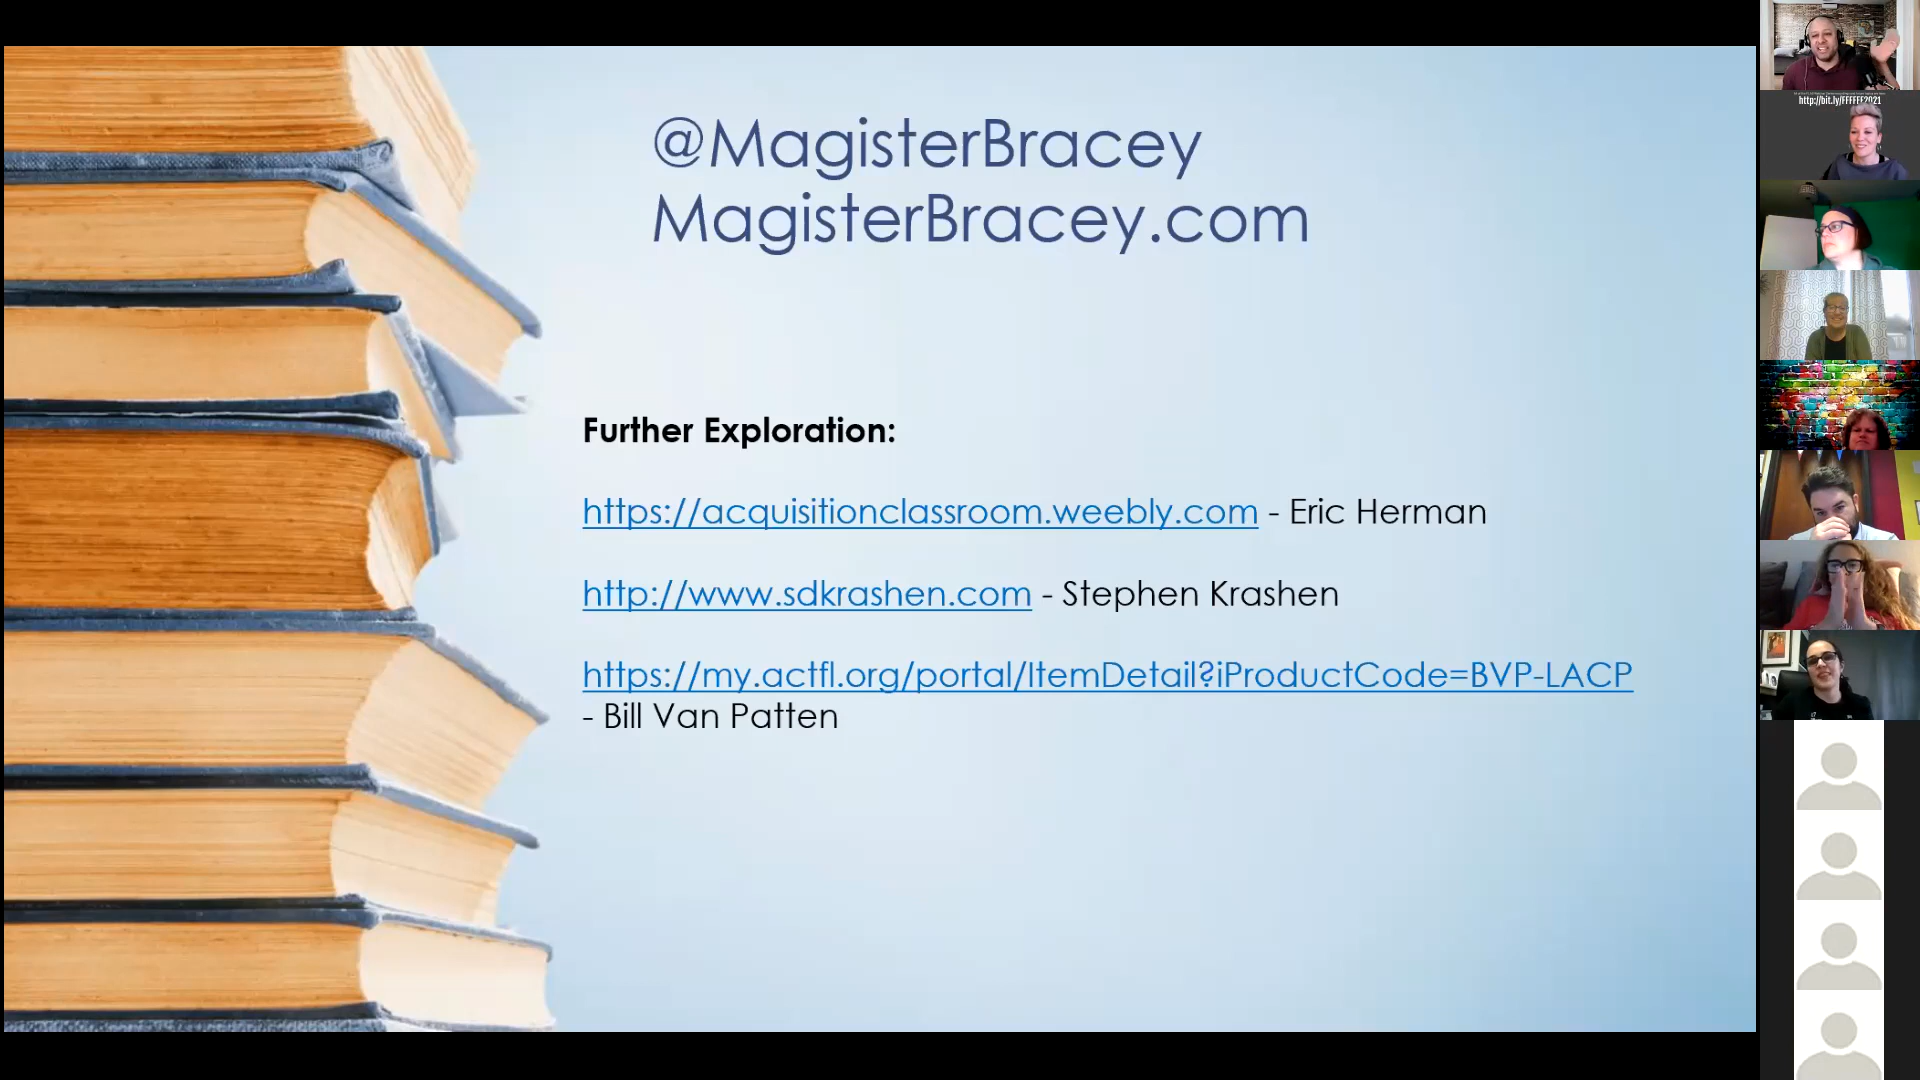 @MagisterBracey
MagisterBracey.com
Further Exploration:
https://acquisitionclassroom.weebly.com - Eric Herman
http://www.sdkrashen.com - Stephen Krashen
https://my.actfl.org/portal/ItemDetail?iProductCode=BVP-LACP
- Bill Van Patten
http://bit.ly/FFFFFF2021